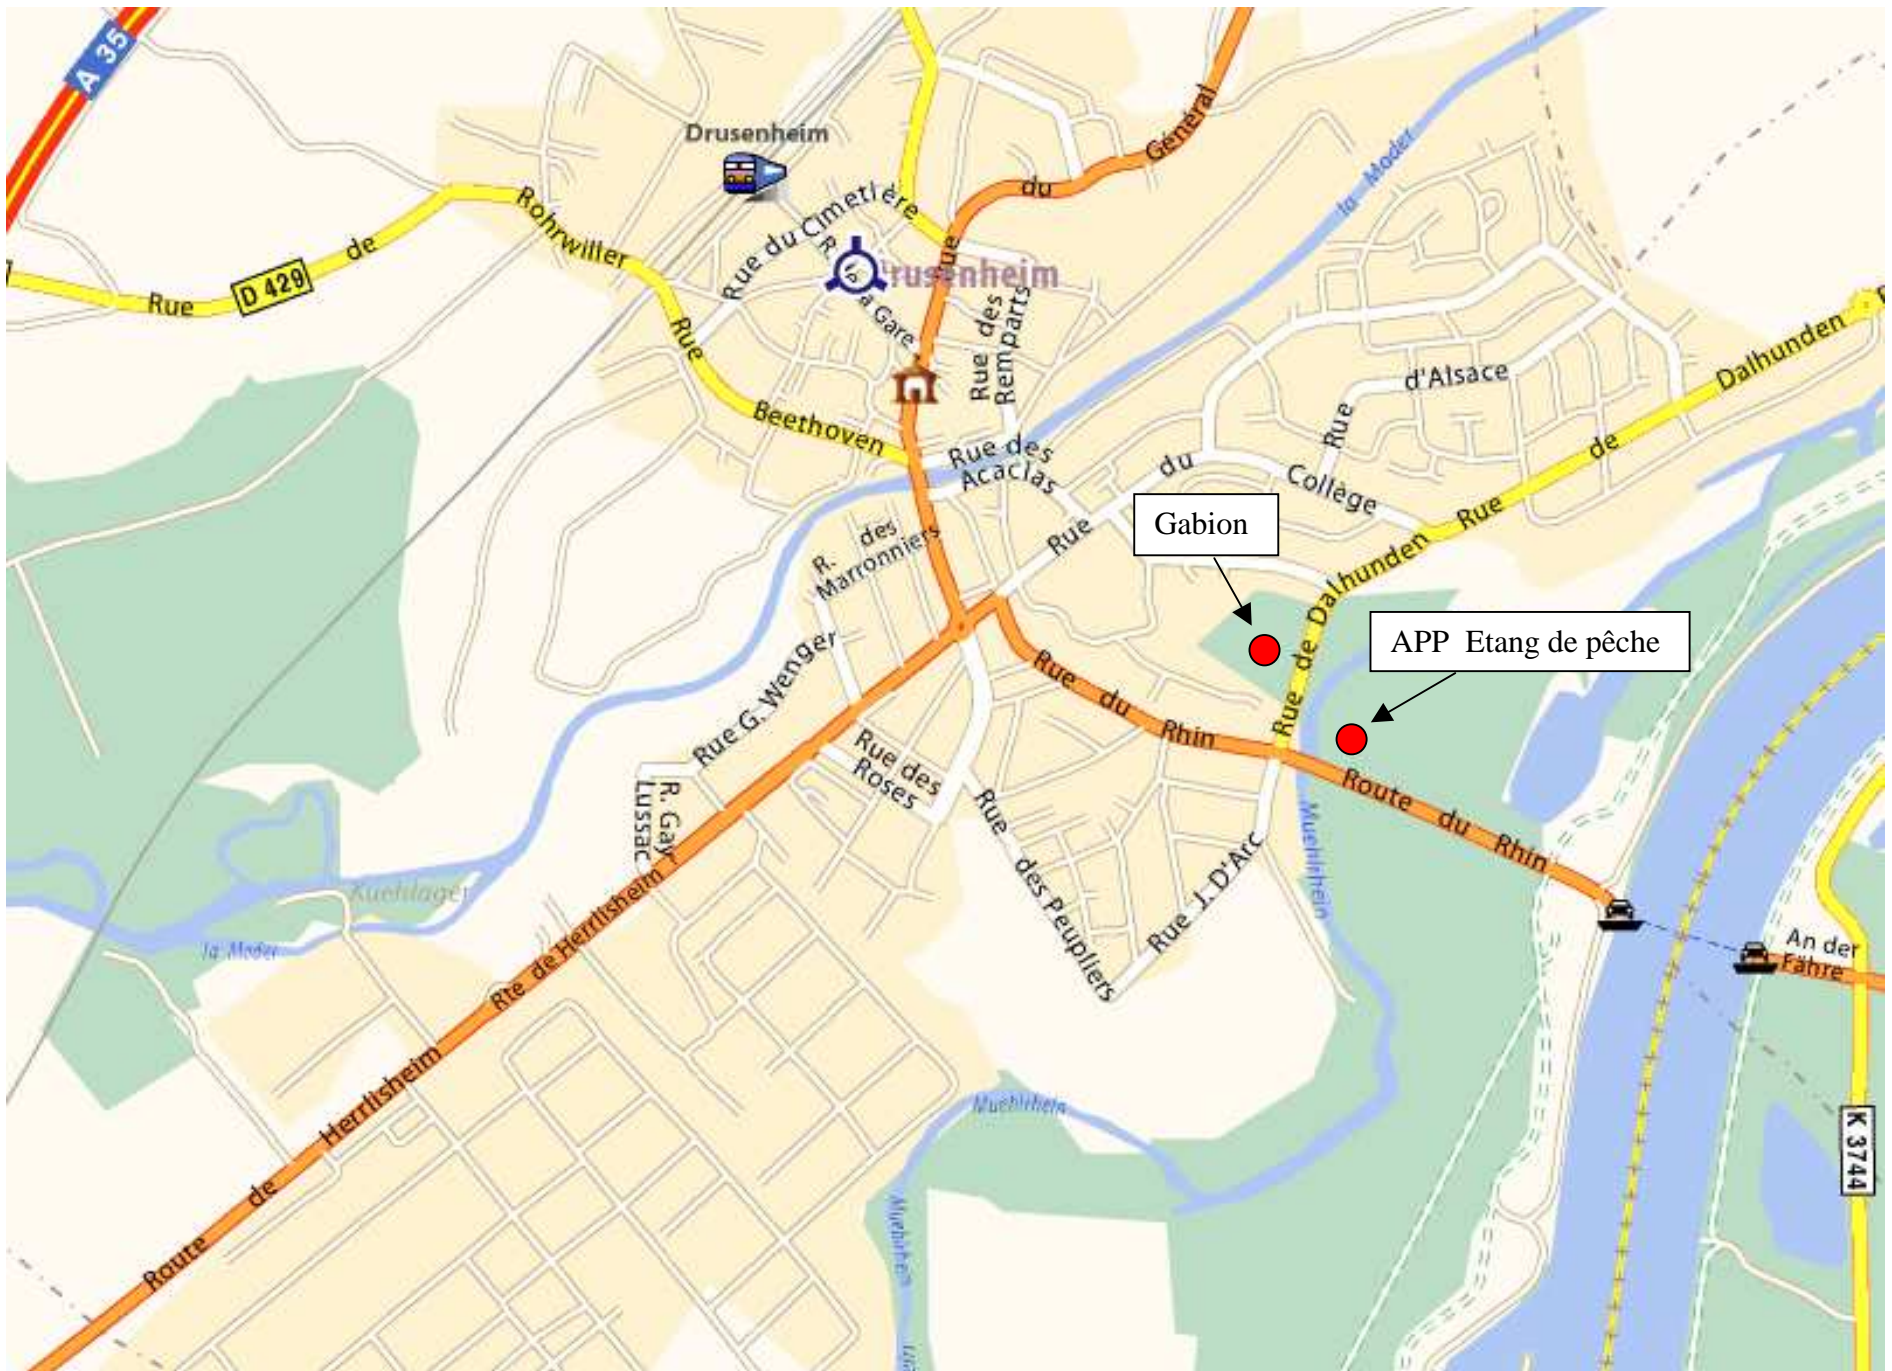 A 35
Drusenheim
Général
du
la Moder
Rohrwiller
de
D 429
Rue
Rue du Cimetière
R. de la Gare
Rue
Drusenheim
Rue des
Remparts
Rue
Beethoven
Rue des
Acacias
d'Alsace
Rue
Dalhunden
de
Rue
du
Collège
Rue
Gabion
R. des
Marronniers
Rue de Dalhunden
APP Etang de pêche
Rue G. Wenger
Rue du Rhin
Rue des
Roses
R. Gay
Lussac
Route du Rhin
Muehlrhein
Rue des Peupliers
Rue J. D'Arc
Kuehlager
la Moder
Rte de Herrlisheim
An der
Fähre
Muehlrhein
Herrlisheim
de
Route
K 3744
Muehlrhein